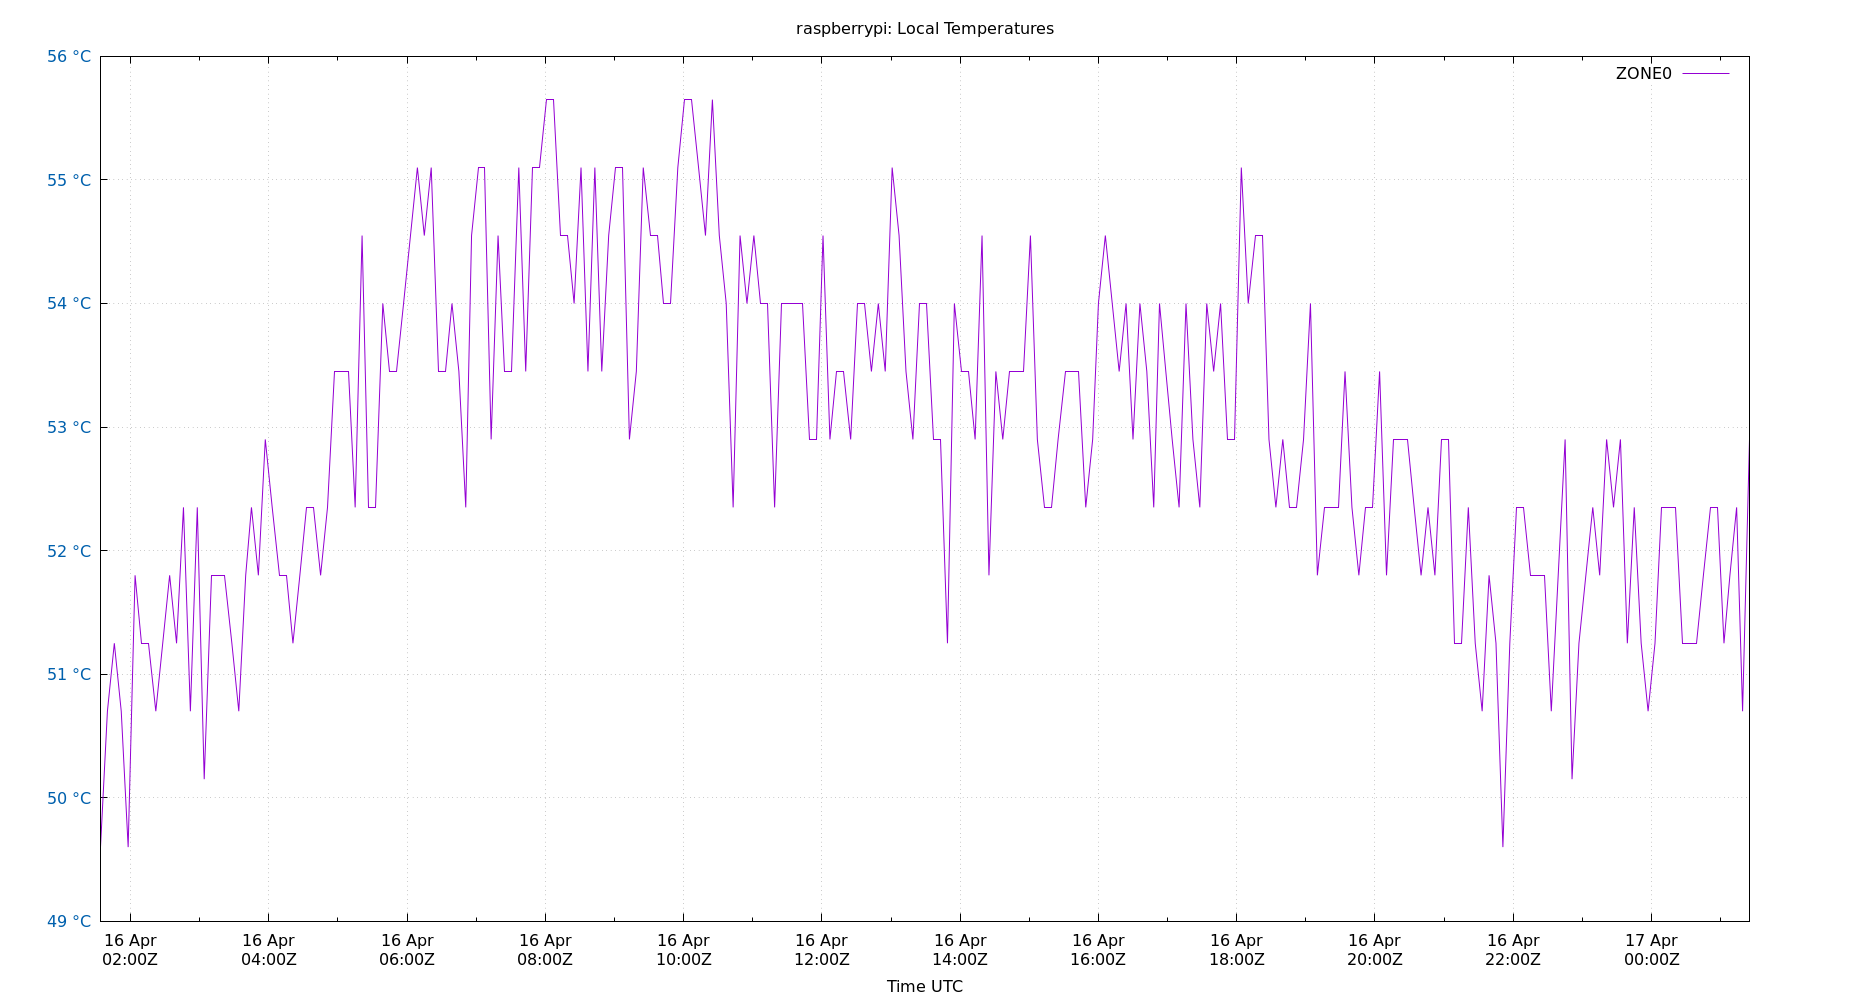 raspberrypi: Local Temperatures
56 °C
ZONE0
55 °C
54 °C
53 °C
52 °C
51 °C
50 °C
49 °C
16 Apr 16 Apr 16 Apr 16 Apr 16 Apr 16 Apr 16 Apr 16 Apr 16 Apr 16 Apr 16 Apr 17 Apr
02:00Z 04:00Z 06:00Z 08:00Z 10:00Z 12:00Z 14:00Z 16:00Z 18:00Z 20:00Z 22:00Z 00:00Z
Time UTC